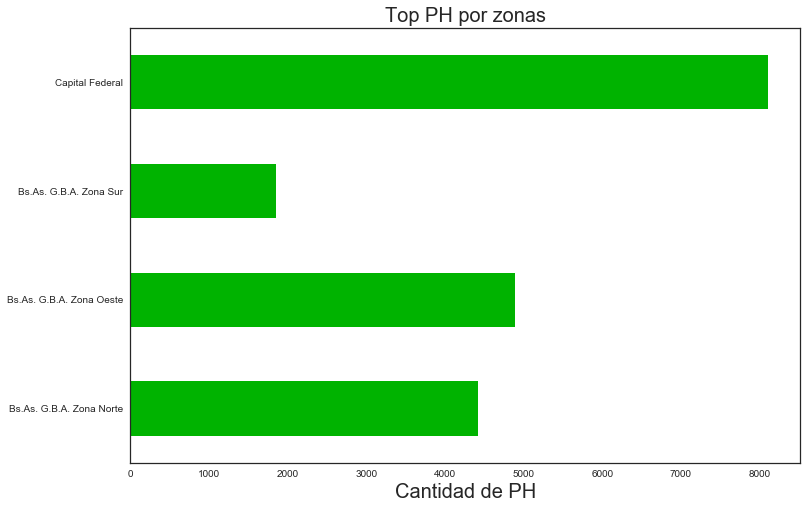 Top PH por zonas
Capital Federal
Bs.As. G.B.A. Zona Sur
Bs.As. G.B.A. Zona Oeste
Bs.As. G.B.A. Zona Norte
0 1000 2000 3000 4000 5000 6000 7000 8000
Cantidad de PH